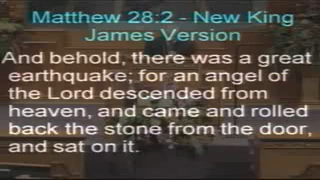 Matthew 28:2 - New King
James Version
And behold, there was a great
earthquake; for an angel of
the Lord descended from
heaven, and came and rolled
back the stone from the door,
and sat on it.